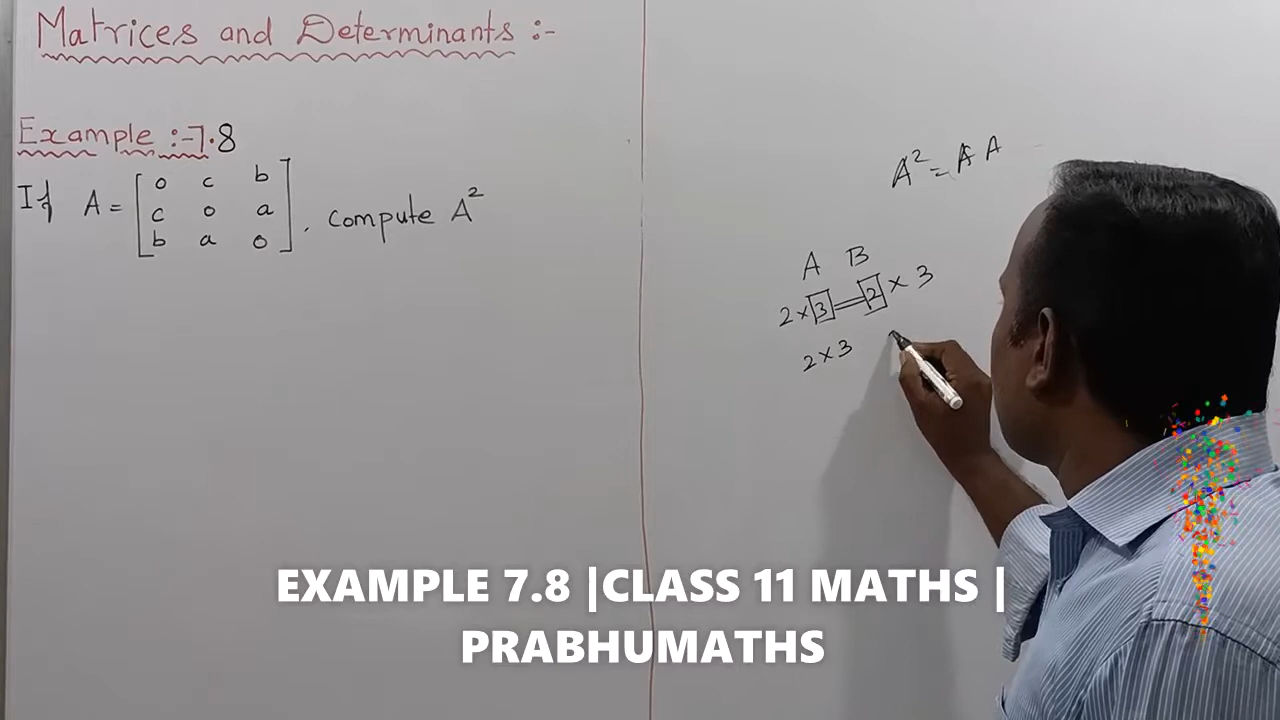 Matrices and Determinants :-
Example :-7.8
If A = [ 0 c b
c 0 a
b a 0 ] . compute A²
A² = A A
A B
2 × 3 = 2 × 3
2 × 3
EXAMPLE 7.8 |CLASS 11 MATHS |
PRABHUMATHS